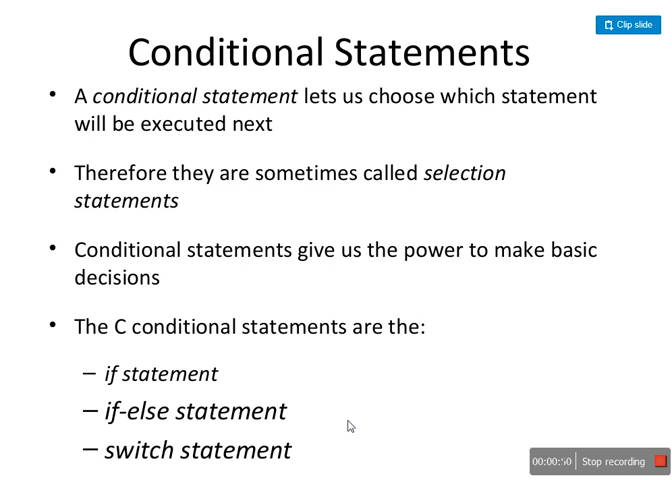 Clip slide
Conditional Statements
• A conditional statement lets us choose which statement
will be executed next
• Therefore they are sometimes called selection
statements
• Conditional statements give us the power to make basic
decisions
• The C conditional statements are the:
– if statement
– if-else statement
– switch statement
Stop recording